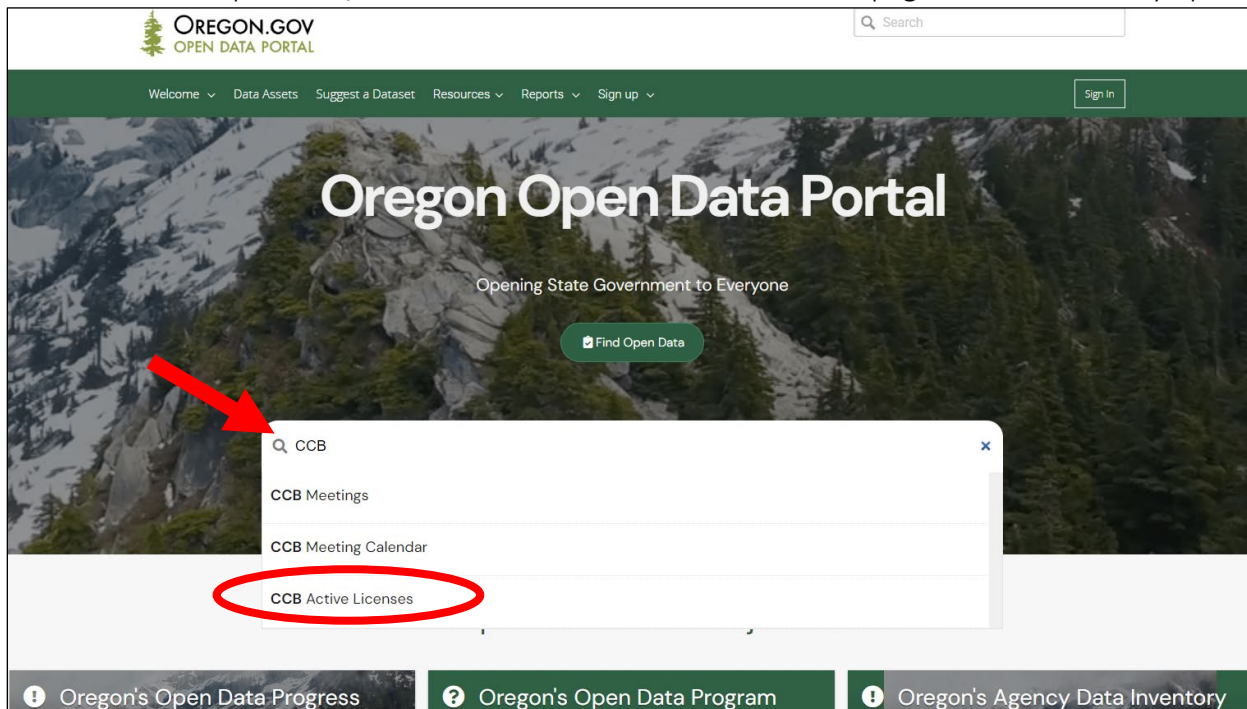 OREGON.GOV
OPEN DATA PORTAL
Search
Welcome Data Assets Suggest a Dataset Resources Reports Sign up Sign In
Oregon Open Data Portal
Opening State Government to Everyone
Find Open Data
CCB
CCB Meetings
CCB Meeting Calendar
CCB Active Licenses
Oregon's Open Data Progress
Oregon's Open Data Program
Oregon's Agency Data Inventory